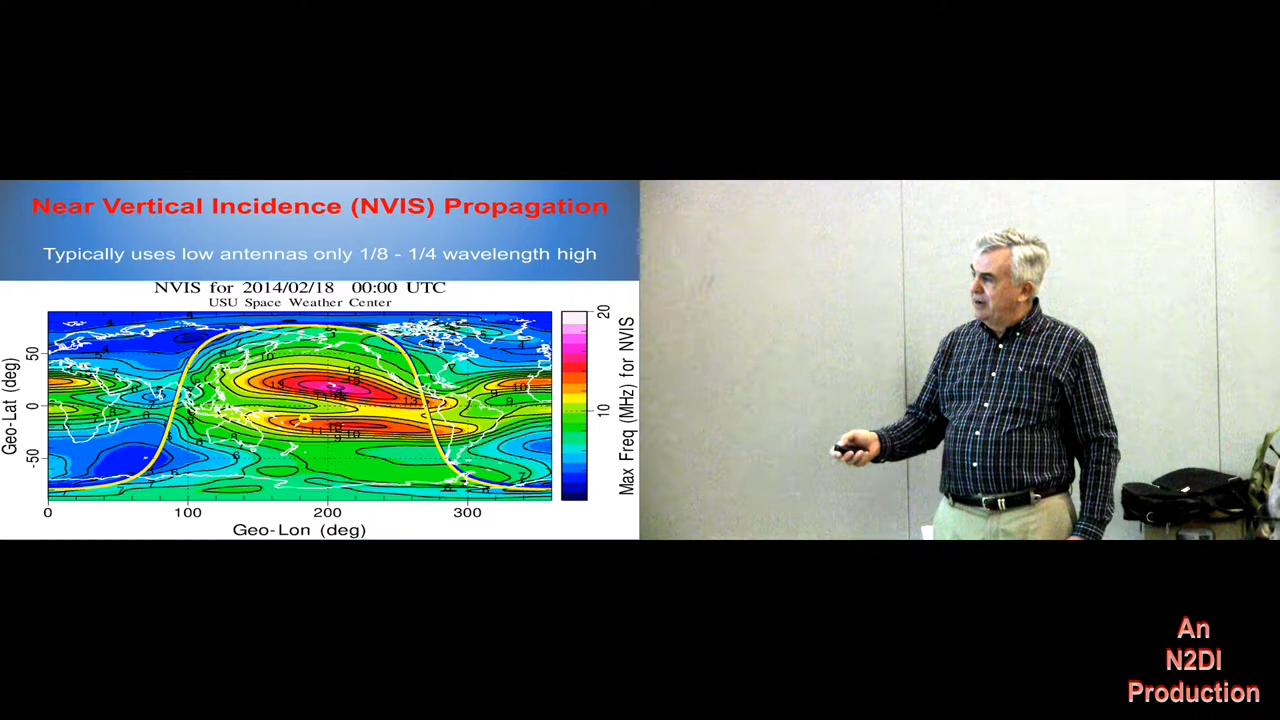 Near Vertical Incidence (NVIS) Propagation
Typically uses low antennas only 1/8 - 1/4 wavelength high
NVIS for 2014/02/18 00:00 UTC
USU Space Weather Center
20
10
Max Freq (MHz) for NVIS
50
0
-50
Geo-Lat (deg)
0
100
200
300
Geo-Lon (deg)
An
N2DI
Production